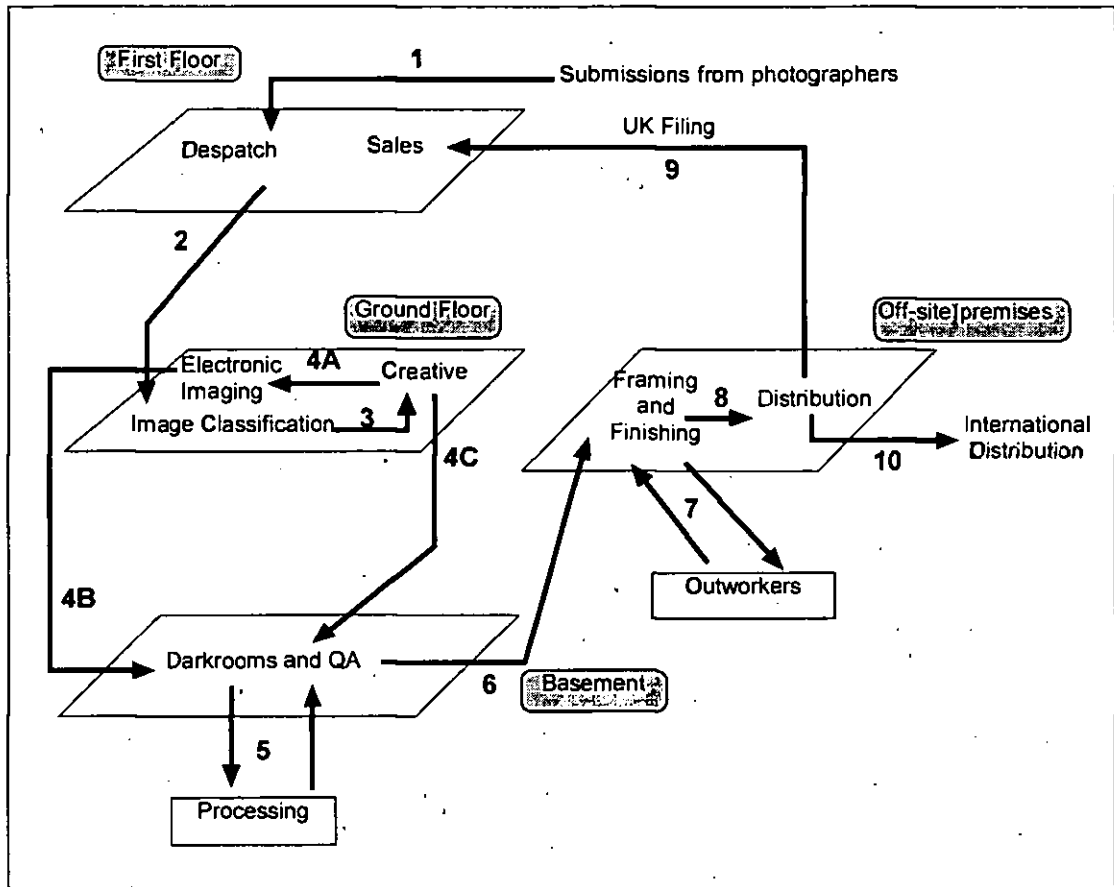 First Floor
1
Submissions from photographers
Despatch
Sales
UK Filing
9
2
Ground Floor
Off-site premises
Electronic
Imaging
4A
Creative
Image Classification
3
4C
Framing
and
Finishing
8
Distribution
10
International
Distribution
7
Outworkers
4B
Darkrooms and QA
6
Basement
5
Processing